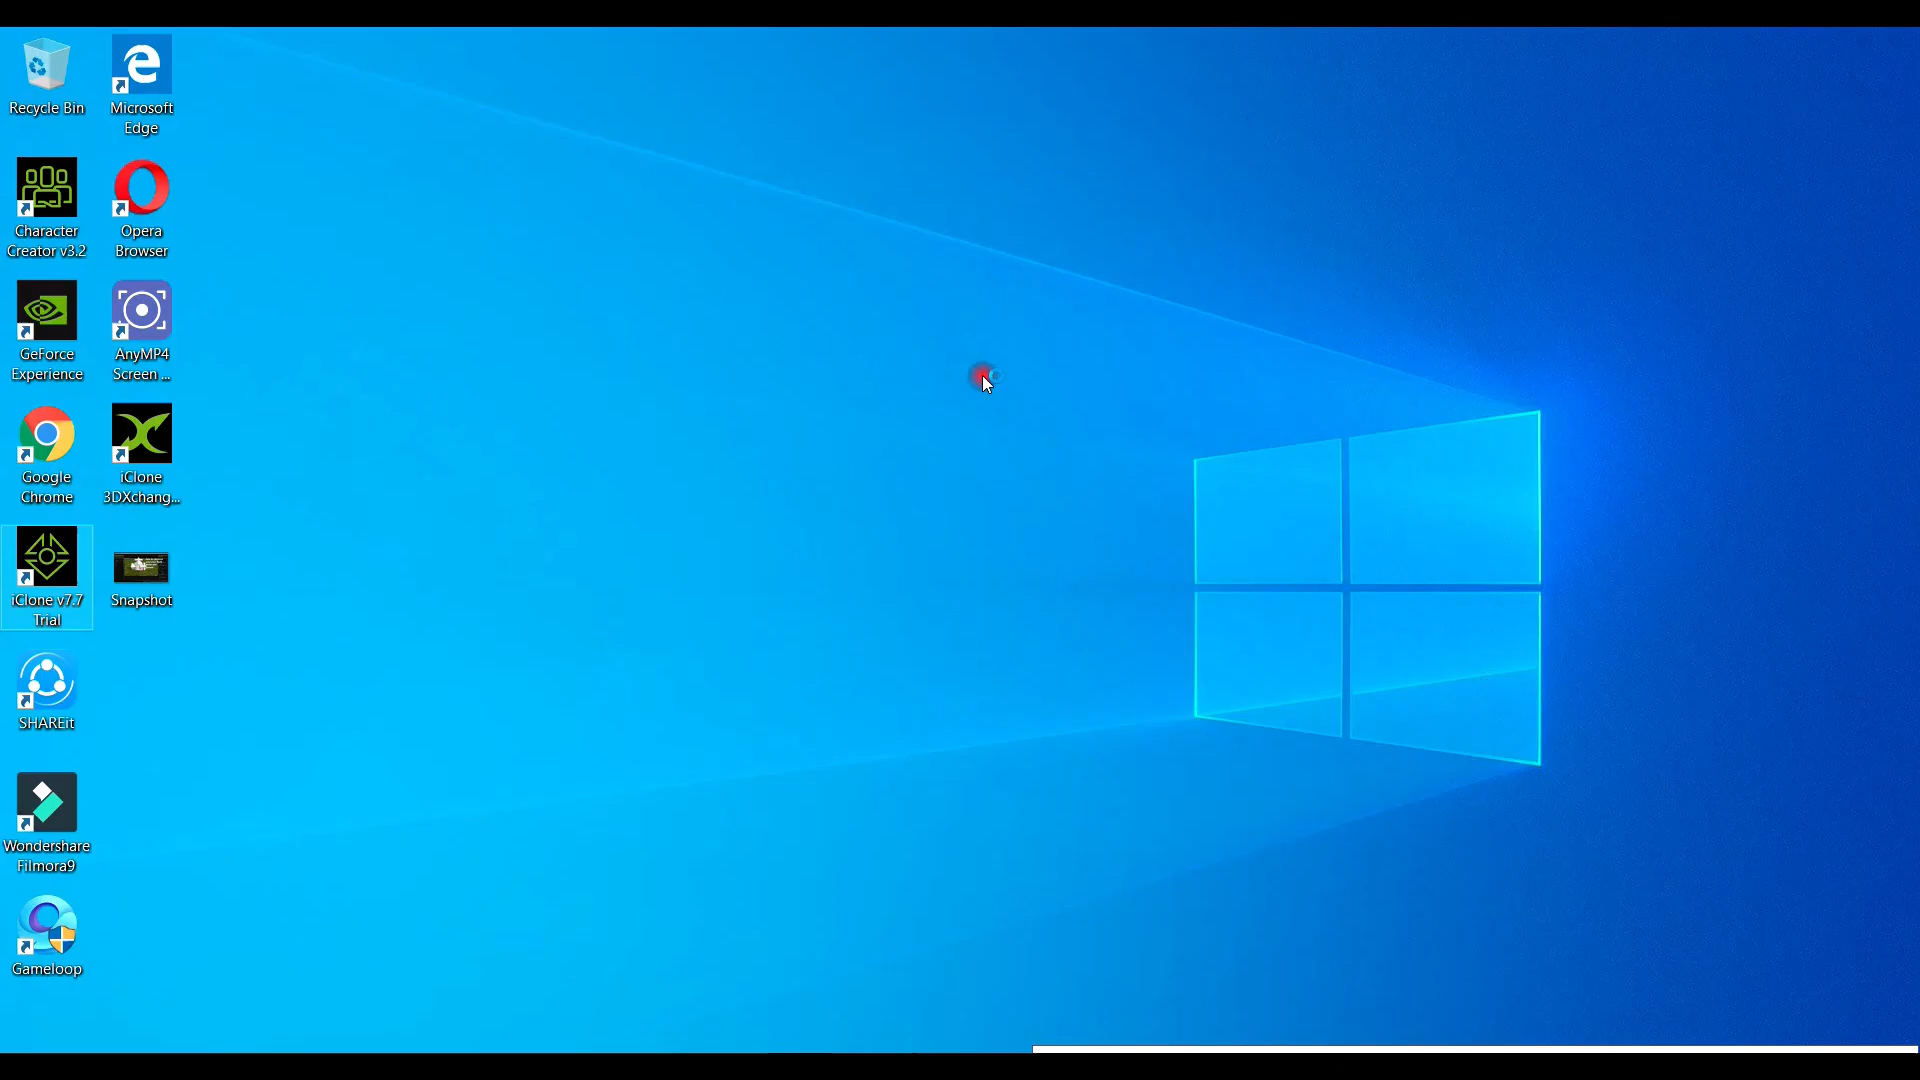 Recycle Bin
Microsoft
Edge
Character
Creator v3.2
Opera
Browser
GeForce
Experience
AnyMP4
Screen ...
Google
Chrome
iClone
3DXchang...
iClone v7.7
Trial
Snapshot
SHAREit
Wondershare
Filmora9
Gameloop